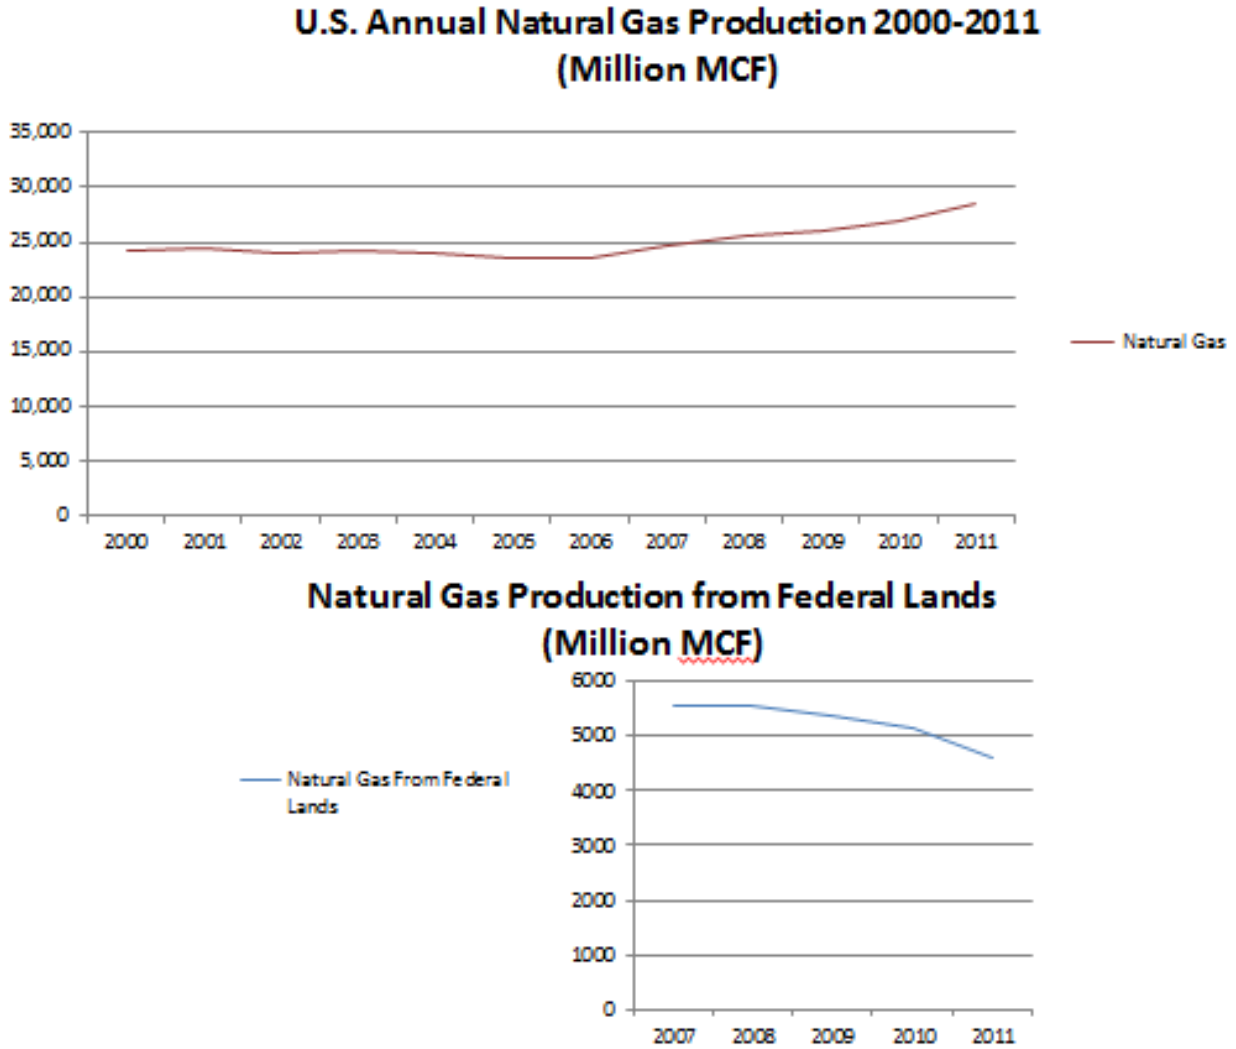 U.S. Annual Natural Gas Production 2000-2011
(Million MCF)
35,000
30,000
25,000
20,000
15,000
10,000
5,000
0
2000 2001 2002 2003 2004 2005 2006 2007 2008 2009 2010 2011
Natural Gas
Natural Gas Production from Federal Lands
(Million MCF)
6000
5000
4000
3000
2000
1000
0
2007 2008 2009 2010 2011
Natural Gas From Federal
Lands